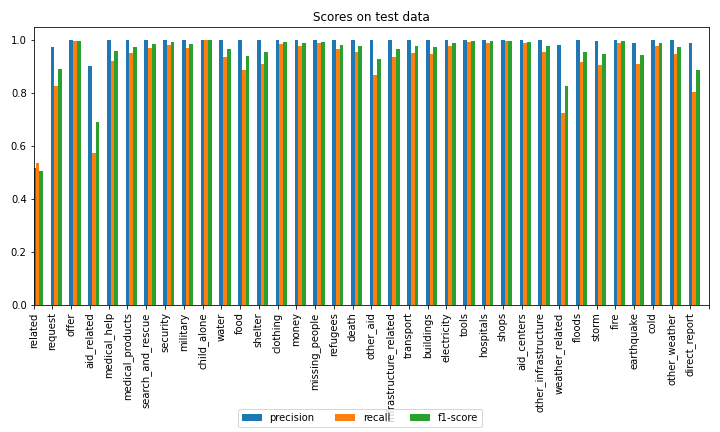 Scores on test data
1.0
0.8
0.6
0.4
0.2
0.0
related
request
offer
aid_related
medical_help
medical_products
search_and_rescue
security
military
child_alone
water
food
shelter
clothing
money
missing_people
refugees
death
other_aid
infrastructure_related
transport
buildings
electricity
tools
hospitals
shops
aid_centers
other_infrastructure
weather_related
floods
storm
fire
earthquake
cold
other_weather
direct_report
precision recall f1-score